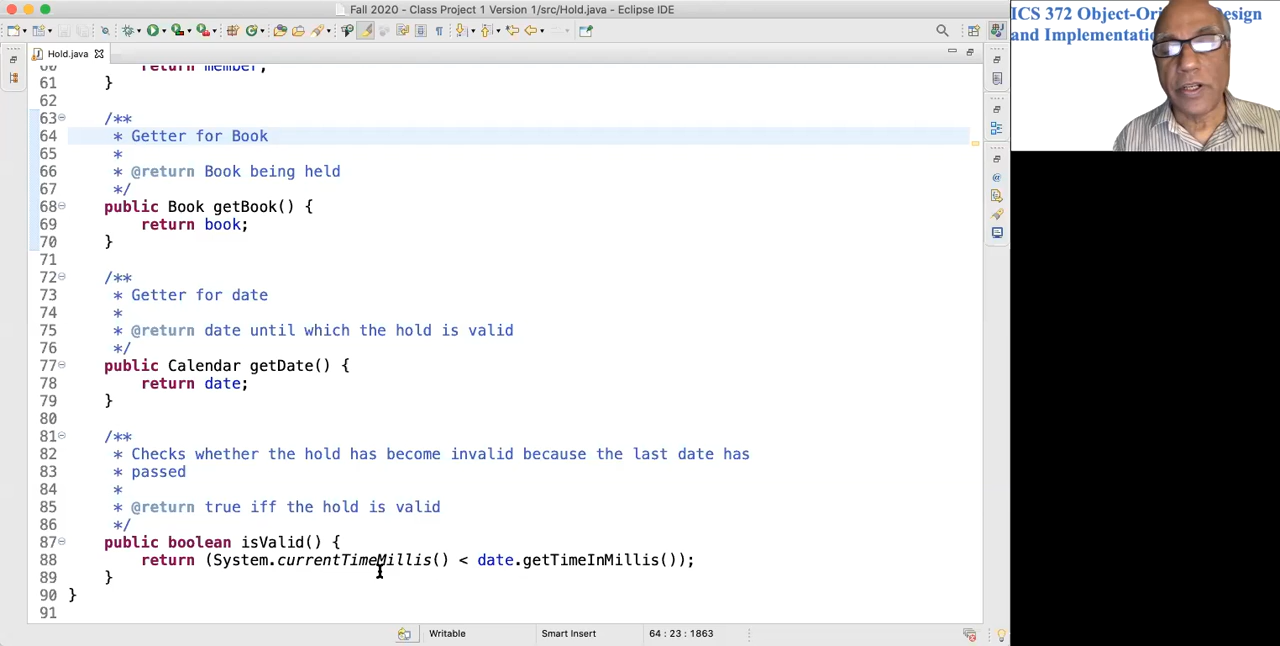 Fall 2020 - Class Project 1 Version 1/src/Hold.java - Eclipse IDE
ICS 372 Object-Ori Design
and Implementatio
Hold.java
60 return member;
61 }
62
63 /**
64 * Getter for Book
65 *
66 * @return Book being held
67 */
68 public Book getBook() {
69 return book;
70 }
71
72 /**
73 * Getter for date
74 *
75 * @return date until which the hold is valid
76 */
77 public Calendar getDate() {
78 return date;
79 }
80
81 /**
82 * Checks whether the hold has become invalid because the last date has
83 * passed
84 *
85 * @return true iff the hold is valid
86 */
87 public boolean isValid() {
88 return (System.currentTimeMillis() < date.getTimeInMillis());
89 }
90 }
91
Writable Smart Insert 64 : 23 : 1863